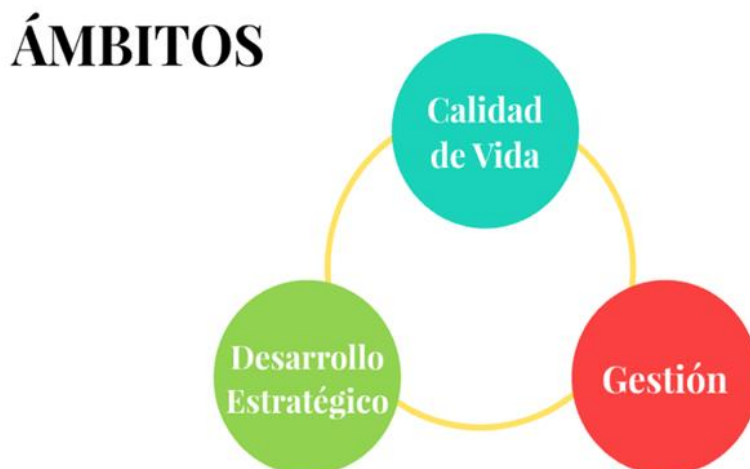 ÁMBITOS
Calidad
de Vida
Desarrollo
Estratégico
Gestión